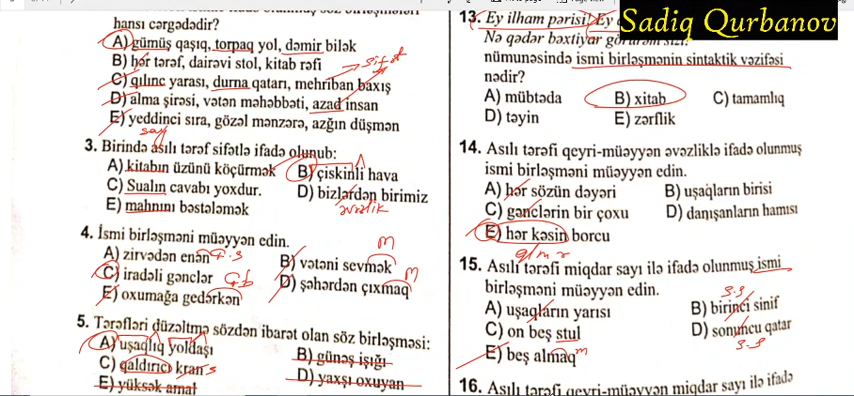 hansı cərgədədir?
A) gümüş qaşıq, torpaq yol, dəmir bilək
B) hər tərəf, dairəvi stol, kitab rəfi
sifət
C) qılınc yarası, durna qatarı, mehriban baxış
D) alma şirəsi, vətən məhəbbəti, azad insan
E) yeddinci sıra, gözəl mənzərə, azğın düşmən
say
3. Birində asılı tərəf sifətlə ifadə olunub:
A) kitabın üzünü köçürmək B) çiskinli hava
C) Sualın cavabı yoxdur. D) bizlərdən birimiz
əvəzlik
E) mahnını bəstələmək
4. İsmi birləşməni müəyyən edin.
A) zirvədən enən B) vətəni sevmək M
C) iradəli gənclər D) şəhərdən çıxmaq M
E) oxumağa gedərkən
5. Tərəfləri düzəltmə sözdən ibarət olan söz birləşməsi:
A) uşaqlıq yoldaşı B) günəş işığı
C) qaldırıcı kran s D) yaxşı oxuyan
E) yüksək amal
Sadiq Qurbanov
13. Ey ilham pərisi! Ey
Nə qədər bəxtiyar görürəm sizi!
nümunəsində ismi birləşmənin sintaktik vəzifəsi
nədir?
A) mübtəda B) xitab C) tamamlıq
D) təyin E) zərflik
14. Asılı tərəfi qeyri-müəyyən əvəzliklə ifadə olunmuş
ismi birləşməni müəyyən edin.
A) hər sözün dəyəri B) uşaqların birisi
C) gənclərin bir çoxu D) danışanların hamısı
E) hər kəsin borcu
15. Asılı tərəfi miqdar sayı ilə ifadə olunmuş ismi
birləşməni müəyyən edin.
A) uşaqların yarısı B) birinci sinif
C) on beş stul D) sonuncu qatar
E) beş almaq m
16. Asılı tərəfi qeyri-müəyyən miqdar sayı ilə ifadə